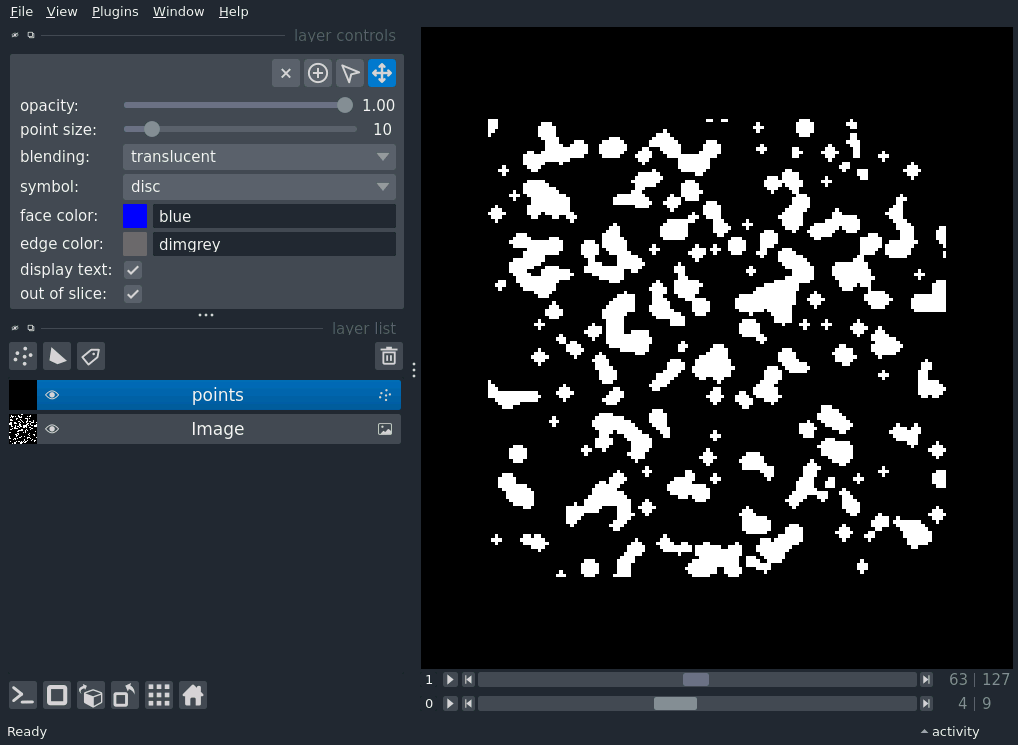 File View Plugins Window Help
layer controls
opacity: 1.00
point size: 10
blending: translucent
symbol: disc
face color: blue
edge color: dimgrey
display text:
out of slice:
layer list
points
Image
1 63 | 127
0 4 | 9
Ready activity